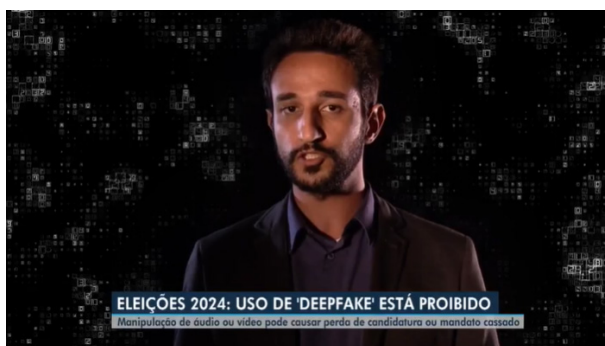 ELEIÇÕES 2024: USO DE 'DEEPFAKE' ESTÁ PROIBIDO
Manipulação de áudio ou vídeo pode causar perda de candidatura ou mandato cassado